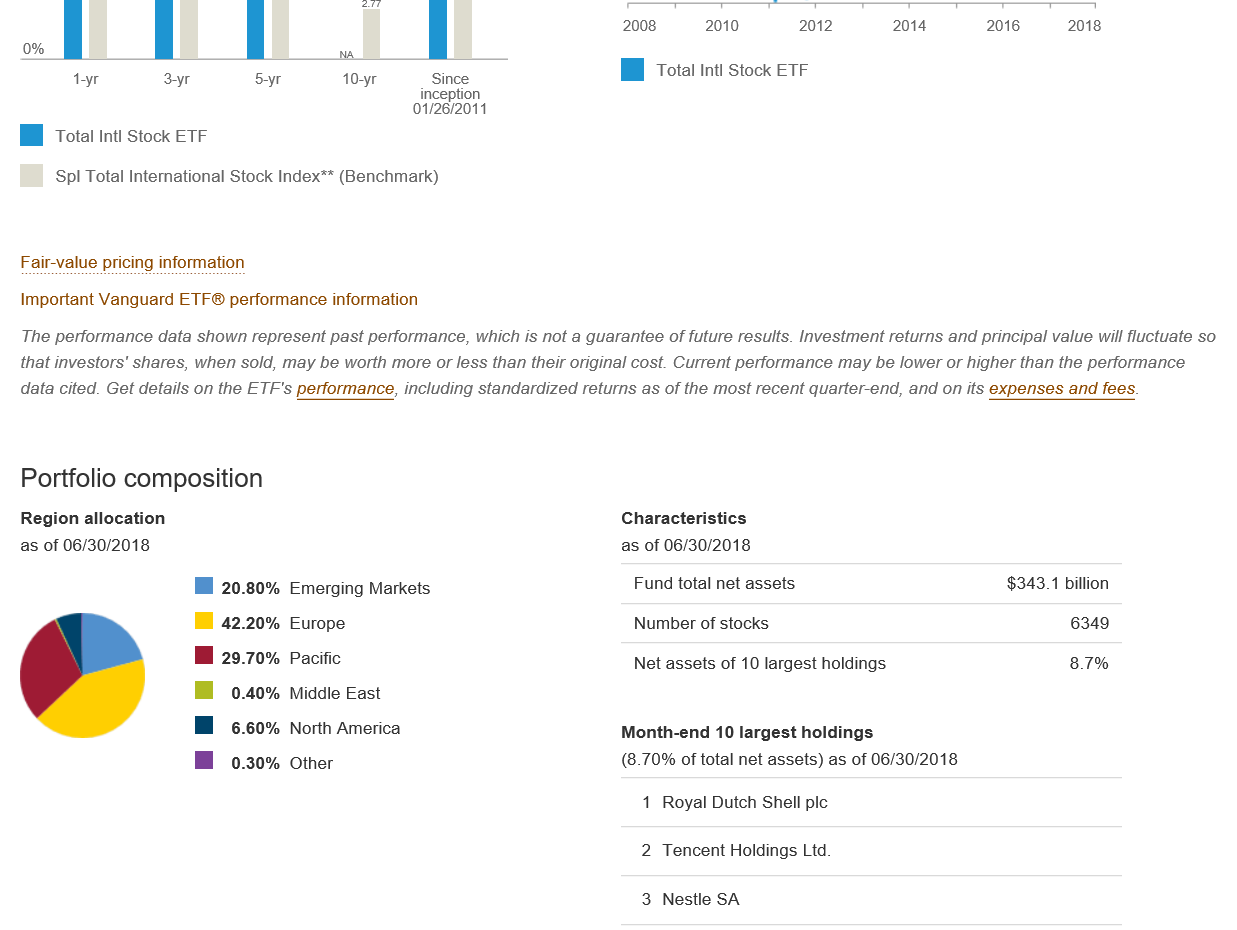 2.77
0%
NA
1-yr 3-yr 5-yr 10-yr Since
inception
01/26/2011
Total Intl Stock ETF
Spl Total International Stock Index** (Benchmark)
2008 2010 2012 2014 2016 2018
Total Intl Stock ETF
Fair-value pricing information
Important Vanguard ETF® performance information
The performance data shown represent past performance, which is not a guarantee of future results. Investment returns and principal value will fluctuate so
that investors' shares, when sold, may be worth more or less than their original cost. Current performance may be lower or higher than the performance
data cited. Get details on the ETF's performance, including standardized returns as of the most recent quarter-end, and on its expenses and fees.
Portfolio composition
Region allocation
as of 06/30/2018
20.80% Emerging Markets
42.20% Europe
29.70% Pacific
0.40% Middle East
6.60% North America
0.30% Other
Characteristics
as of 06/30/2018
Fund total net assets $343.1 billion
Number of stocks 6349
Net assets of 10 largest holdings 8.7%
Month-end 10 largest holdings
(8.70% of total net assets) as of 06/30/2018
1 Royal Dutch Shell plc
2 Tencent Holdings Ltd.
3 Nestle SA